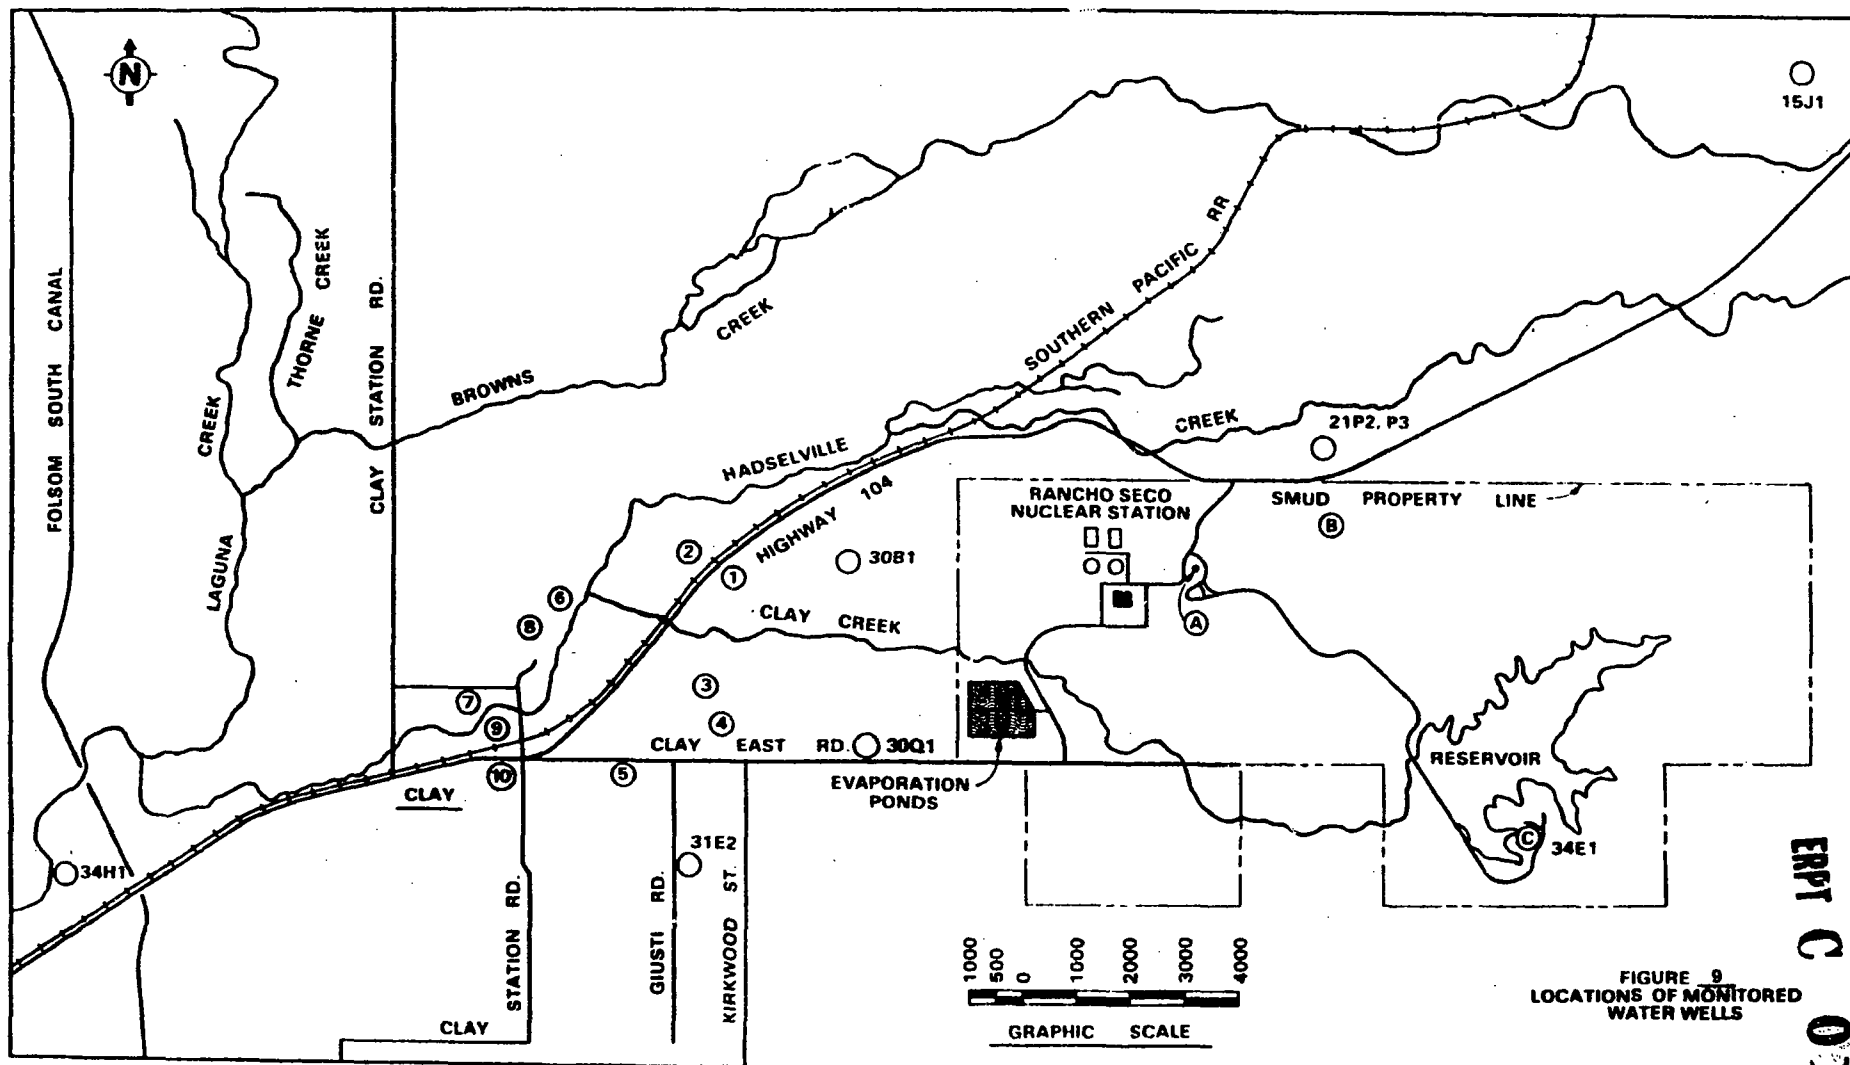 N
15J1
FOLSOM SOUTH CANAL
THORNE CREEK
CLAY STATION RD.
CREEK
LAGUNA
BROWNS
CREEK
SOUTHERN PACIFIC RR
HADSELVILLE
CREEK
21P2, P3
HIGHWAY 104
RANCHO SECO
NUCLEAR STATION
SMUD PROPERTY LINE
B
2
1
30B1
6
8
CLAY CREEK
A
3
7
4
9
CLAY EAST RD.
30Q1
10
5
EVAPORATION
PONDS
RESERVOIR
CLAY
34H1
31E2
C
34E1
STATION RD.
GIUSTI RD.
KIRKWOOD ST.
CLAY
1000 500 0 1000 2000 3000 4000
GRAPHIC SCALE
FIGURE 9
LOCATIONS OF MONITORED
WATER WELLS
ERPT C